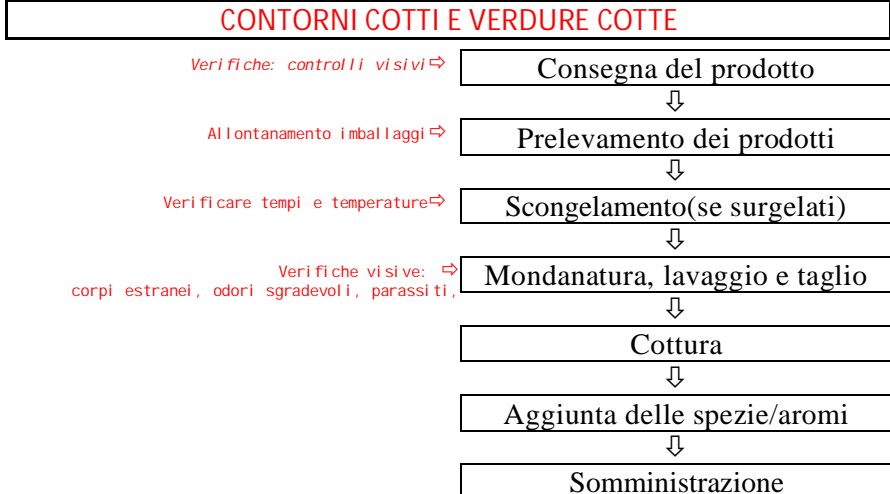 CONTORNI COTTI E VERDURE COTTE
Verifiche: controlli visivi⇨
Consegna del prodotto
⇩
Allontanamento imballaggi⇨
Prelevamento dei prodotti
⇩
Verificare tempi e temperature⇨
Scongelamento(se surgelati)
⇩
Verifiche visive: ⇨
corpi estranei, odori sgradevoli, parassiti,
Mondanatura, lavaggio e taglio
⇩
Cottura
⇩
Aggiunta delle spezie/aromi
⇩
Somministrazione